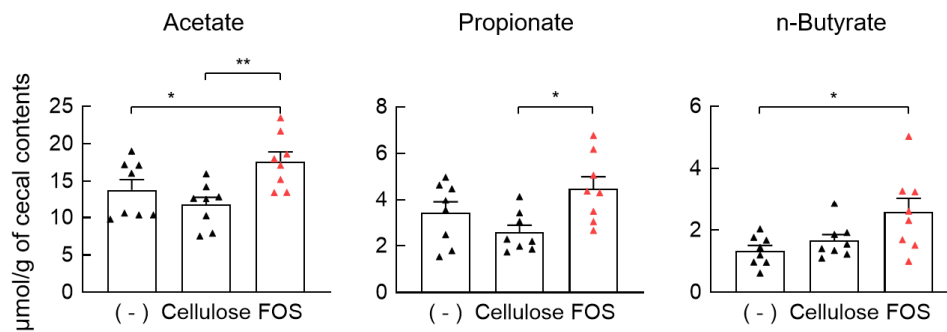 Acetate
Propionate
n-Butyrate
μmol/g of cecal contents
**
*
25
20
15
10
5
0
( - ) Cellulose FOS
*
8
6
4
2
0
( - ) Cellulose FOS
*
6
4
2
0
( - ) Cellulose FOS